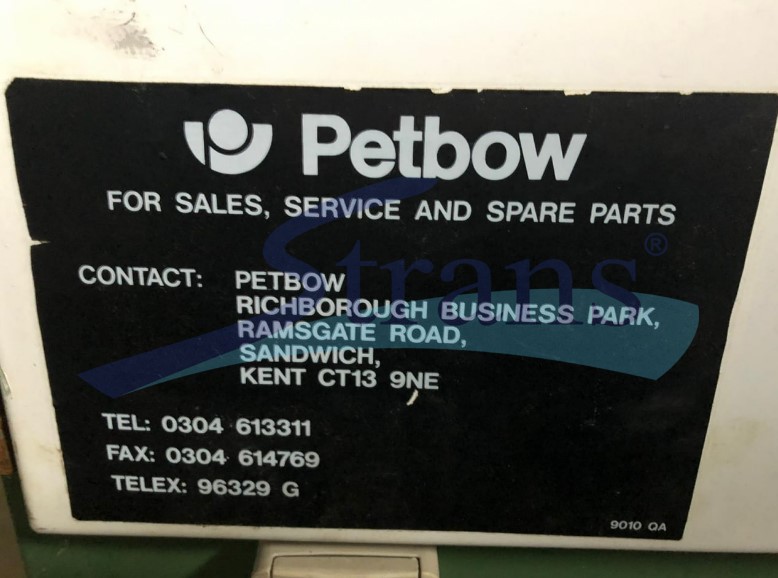 Petbow
FOR SALES, SERVICE AND SPARE PARTS
Strans®
CONTACT: PETBOW
RICHBOROUGH BUSINESS PARK,
RAMSGATE ROAD,
SANDWICH,
KENT CT13 9NE
TEL: 0304 613311
FAX: 0304 614769
TELEX: 96329 G
9010 QA